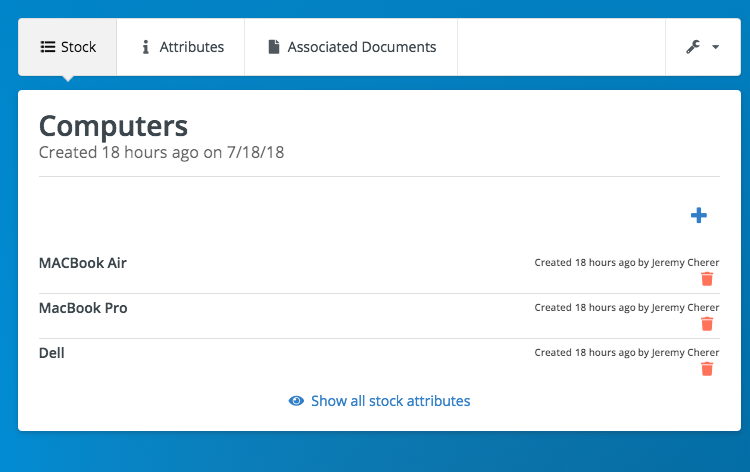 Stock
Attributes
Associated Documents
Computers
Created 18 hours ago on 7/18/18
MACBook Air
Created 18 hours ago by Jeremy Cherer
MacBook Pro
Created 18 hours ago by Jeremy Cherer
Dell
Created 18 hours ago by Jeremy Cherer
Show all stock attributes